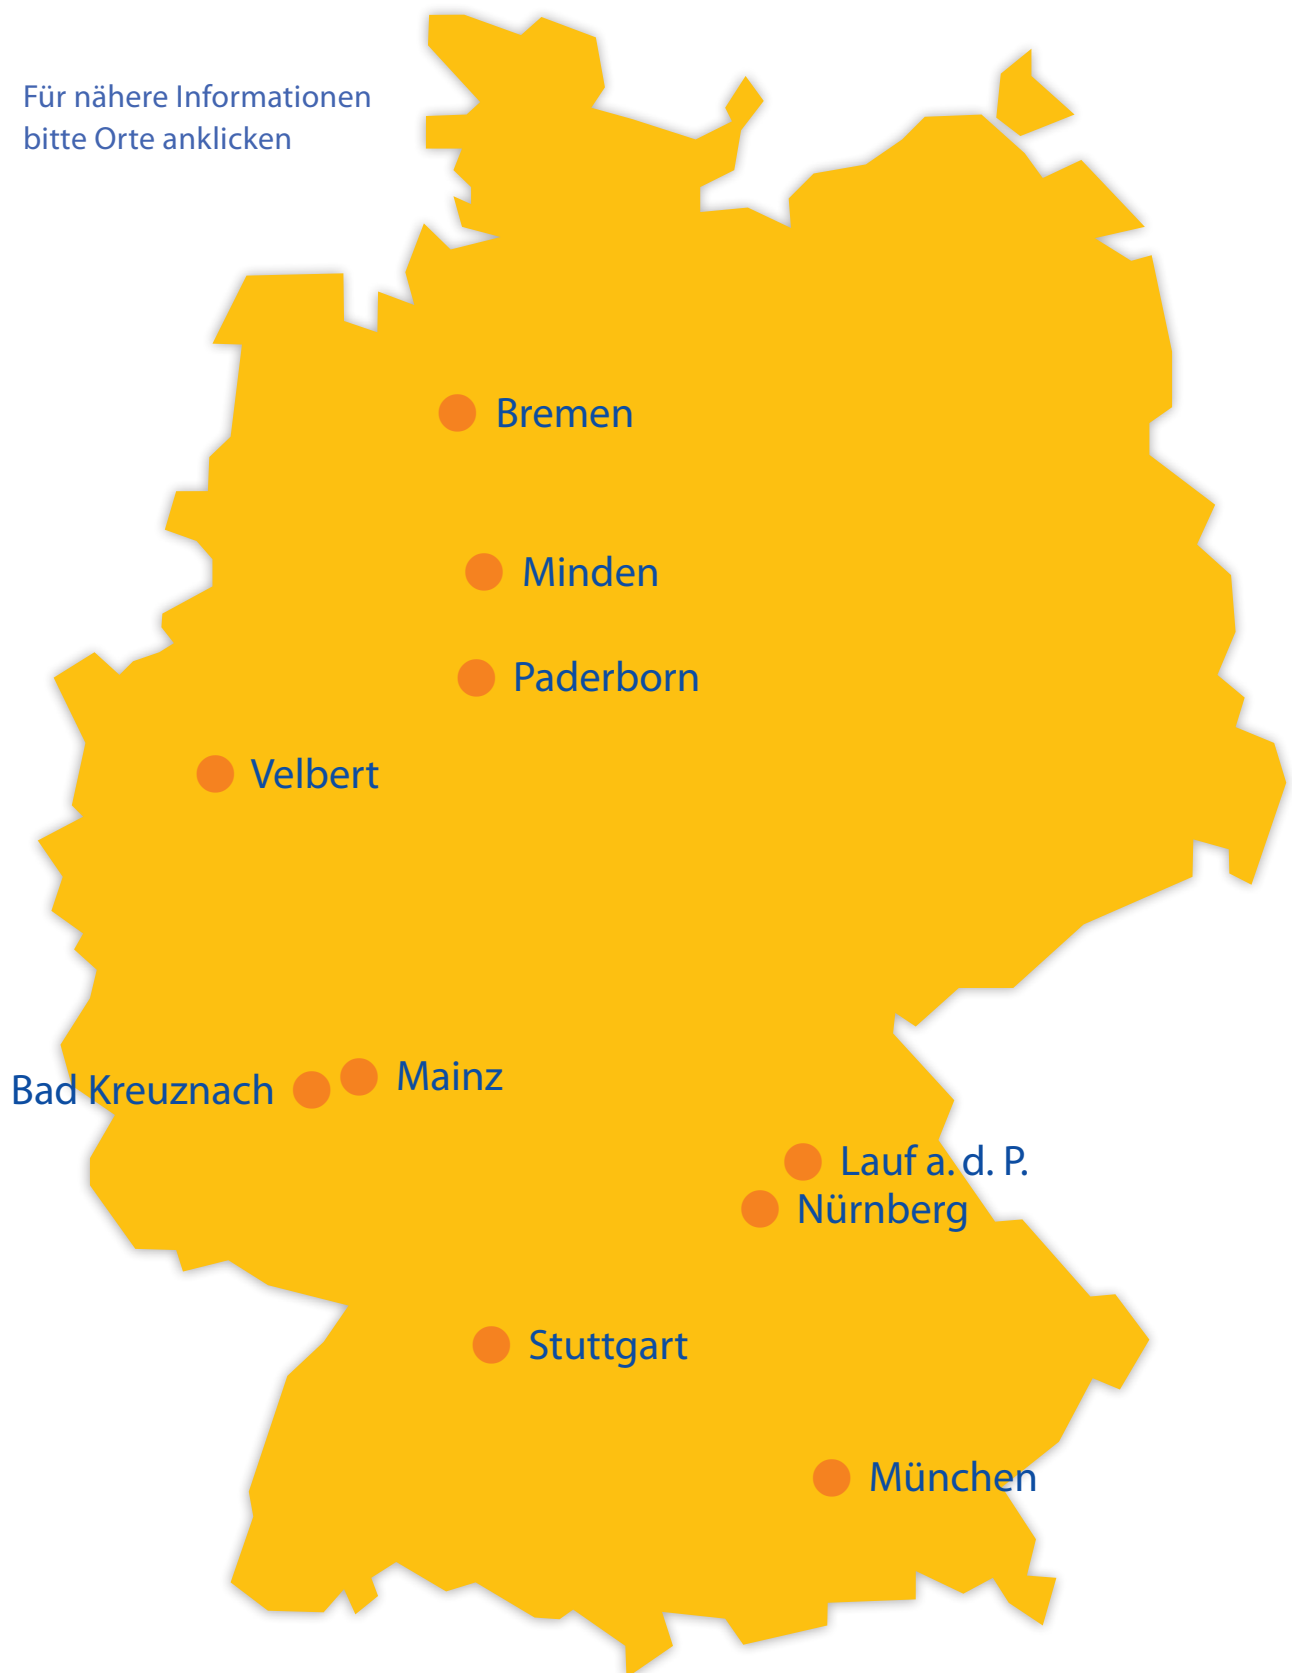 Für nähere Informationen
bitte Orte anklicken
Bremen
Minden
Paderborn
Velbert
Mainz
Bad Kreuznach
Lauf a. d. P.
Nürnberg
Stuttgart
München